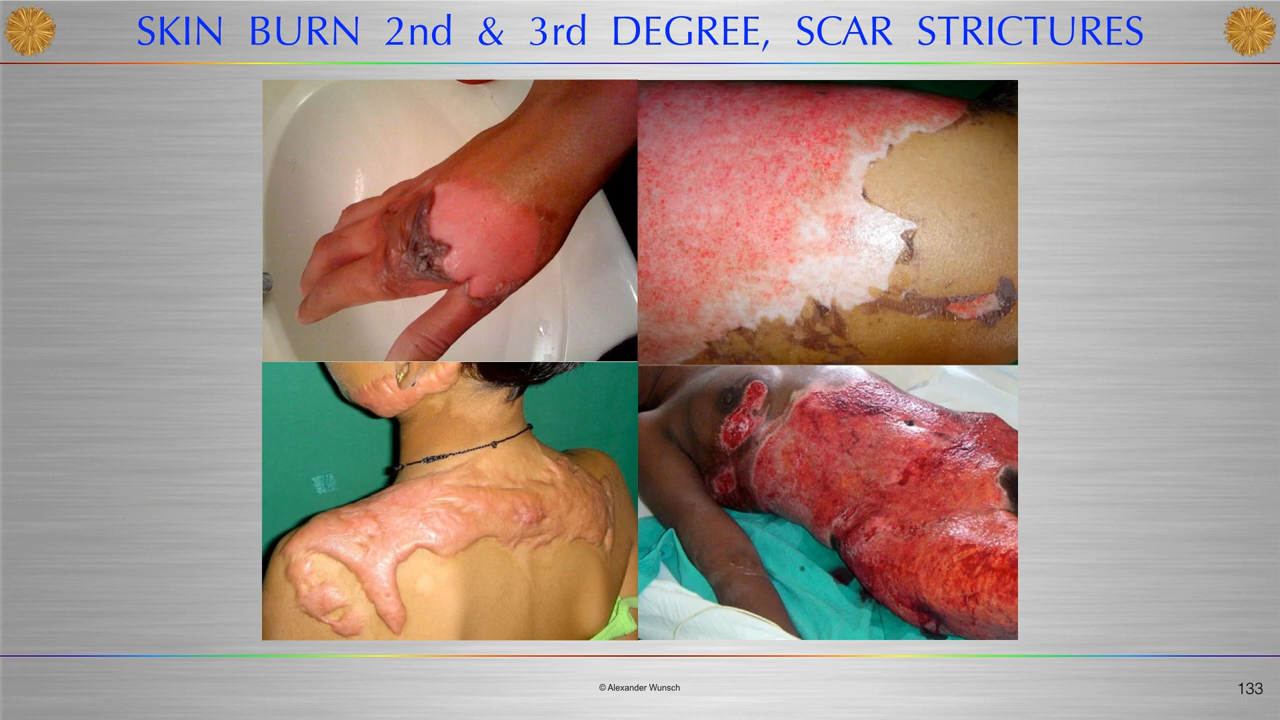 SKIN BURN 2nd & 3rd DEGREE, SCAR STRICTURES
© Alexander Wunsch
133